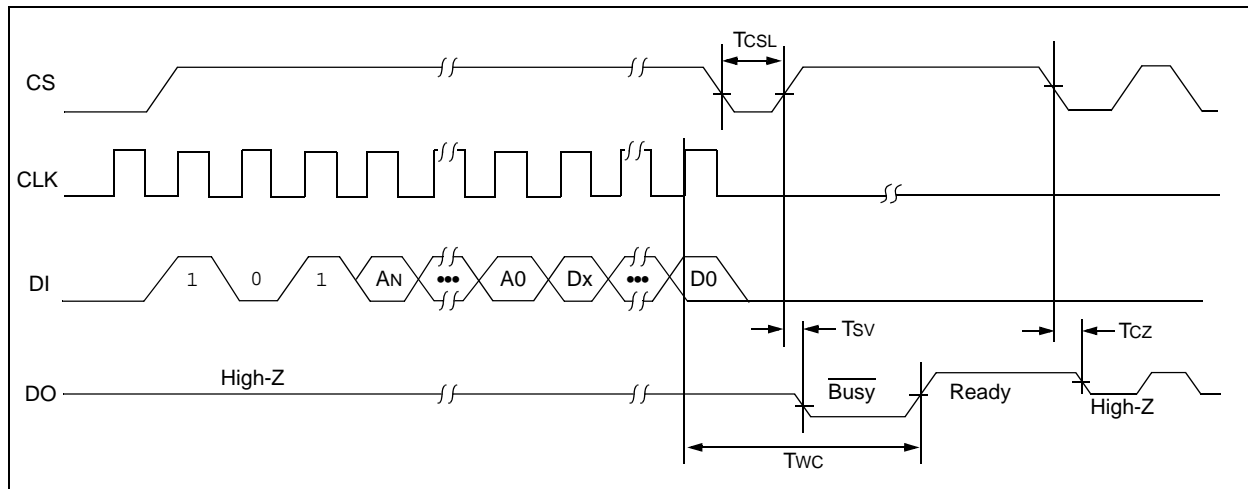 TCSL
CS
CLK
DI 1 0 1 AN ••• A0 Dx ••• D0
TSV TCZ
High-Z
DO Busy Ready High-Z
TWC